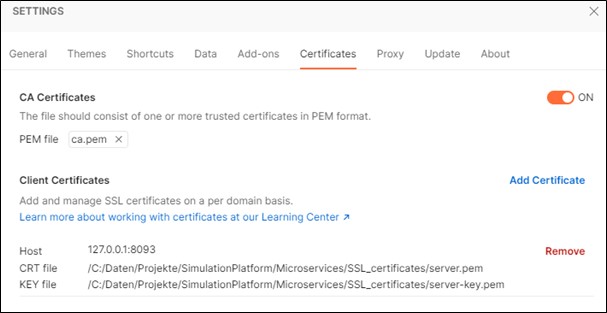 SETTINGS
General Themes Shortcuts Data Add-ons Certificates Proxy Update About
CA Certificates ON
The file should consist of one or more trusted certificates in PEM format.
PEM file ca.pem
Client Certificates Add Certificate
Add and manage SSL certificates on a per domain basis.
Learn more about working with certificates at our Learning Center ↗
Host 127.0.0.1:8093 Remove
CRT file /C:/Daten/Projekte/SimulationPlatform/Microservices/SSL_certificates/server.pem
KEY file /C:/Daten/Projekte/SimulationPlatform/Microservices/SSL_certificates/server-key.pem